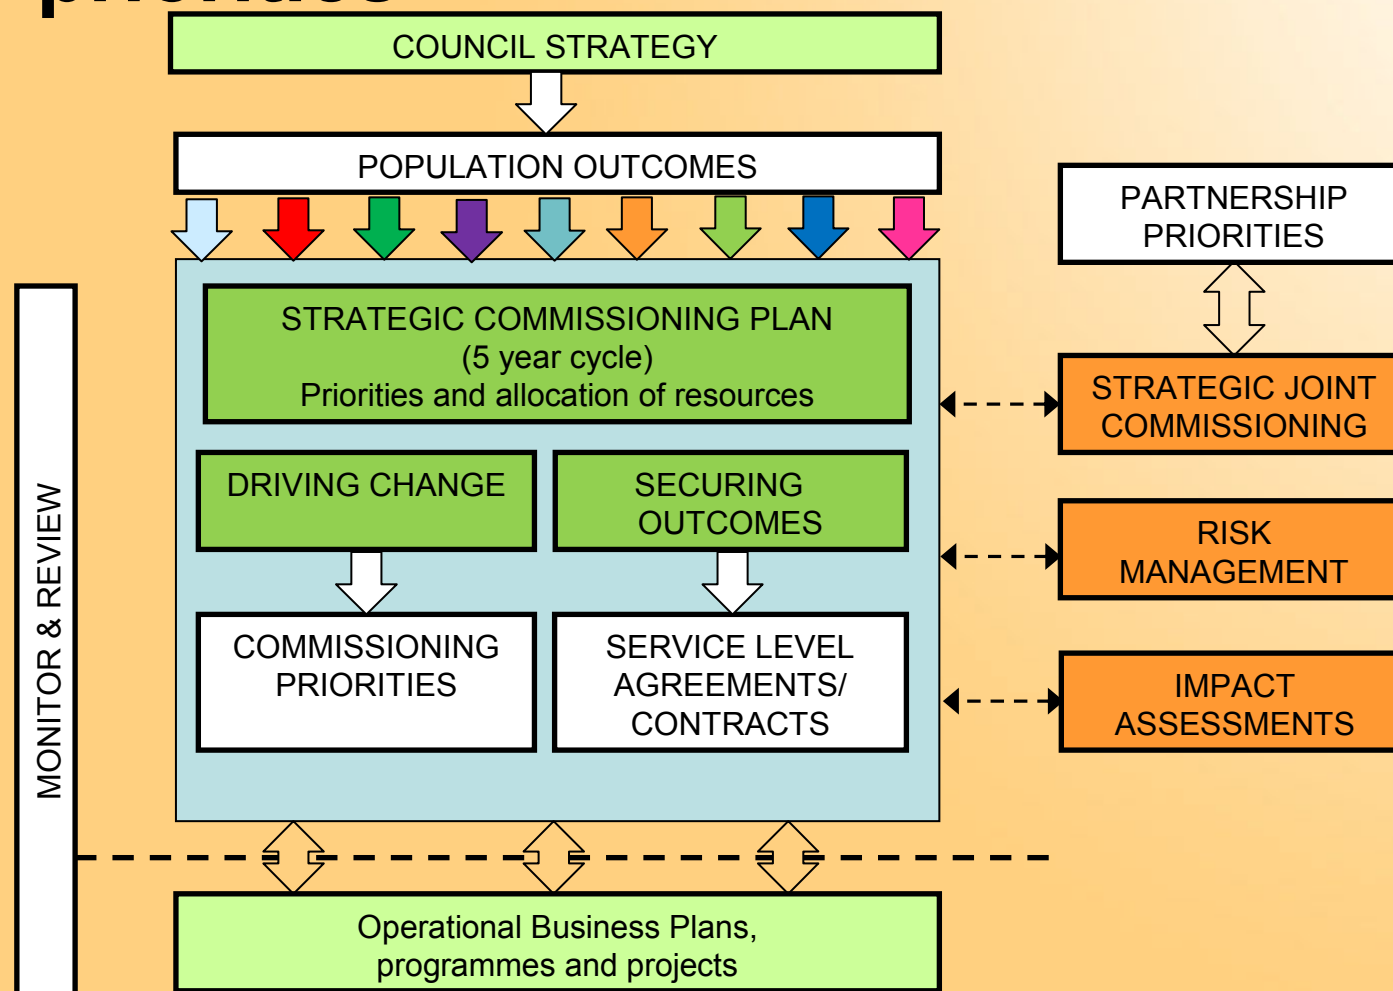 COUNCIL STRATEGY
POPULATION OUTCOMES
PARTNERSHIP
PRIORITIES
STRATEGIC COMMISSIONING PLAN
(5 year cycle)
Priorities and allocation of resources
STRATEGIC JOINT
COMMISSIONING
DRIVING CHANGE
SECURING
OUTCOMES
RISK
MANAGEMENT
COMMISSIONING
PRIORITIES
SERVICE LEVEL
AGREEMENTS/
CONTRACTS
IMPACT
ASSESSMENTS
MONITOR & REVIEW
Operational Business Plans,
programmes and projects